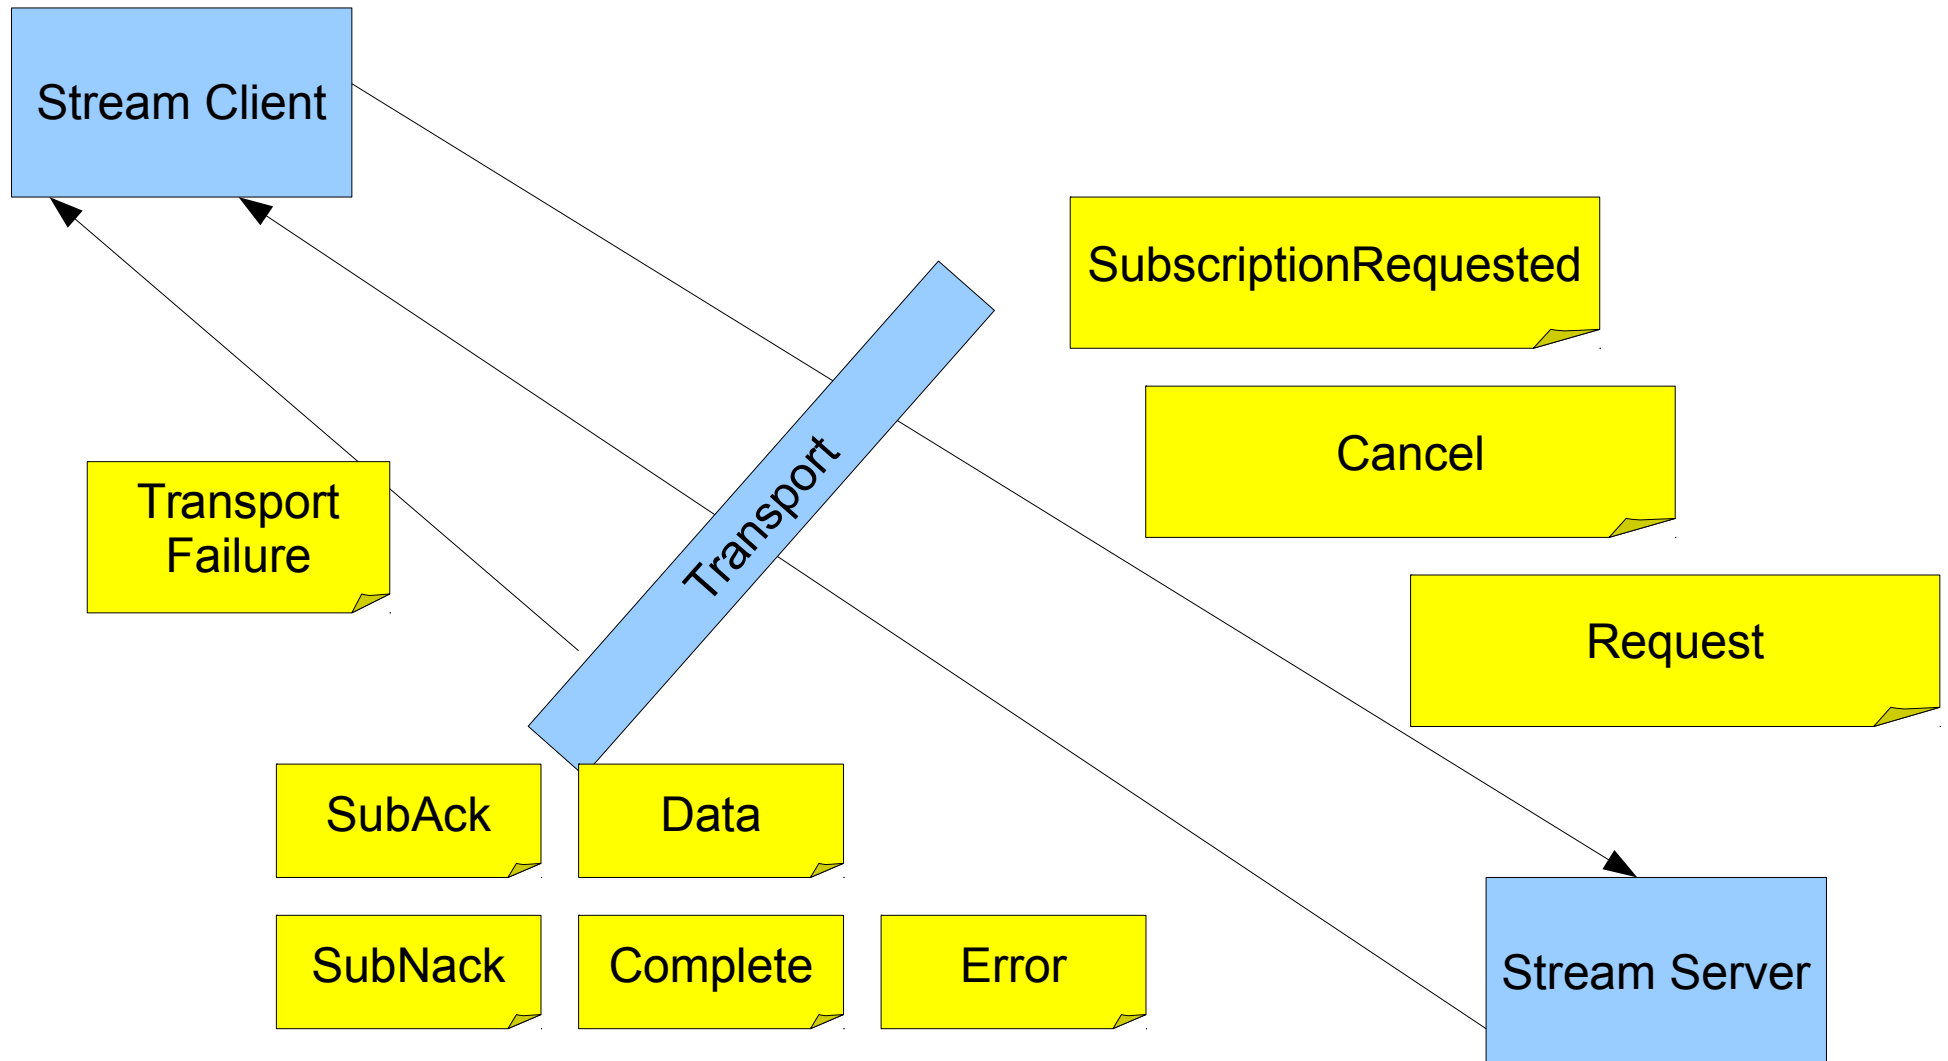 Stream Client
SubscriptionRequested
Cancel
Transport
Transport
Failure
Request
SubAck
Data
SubNack
Complete
Error
Stream Server